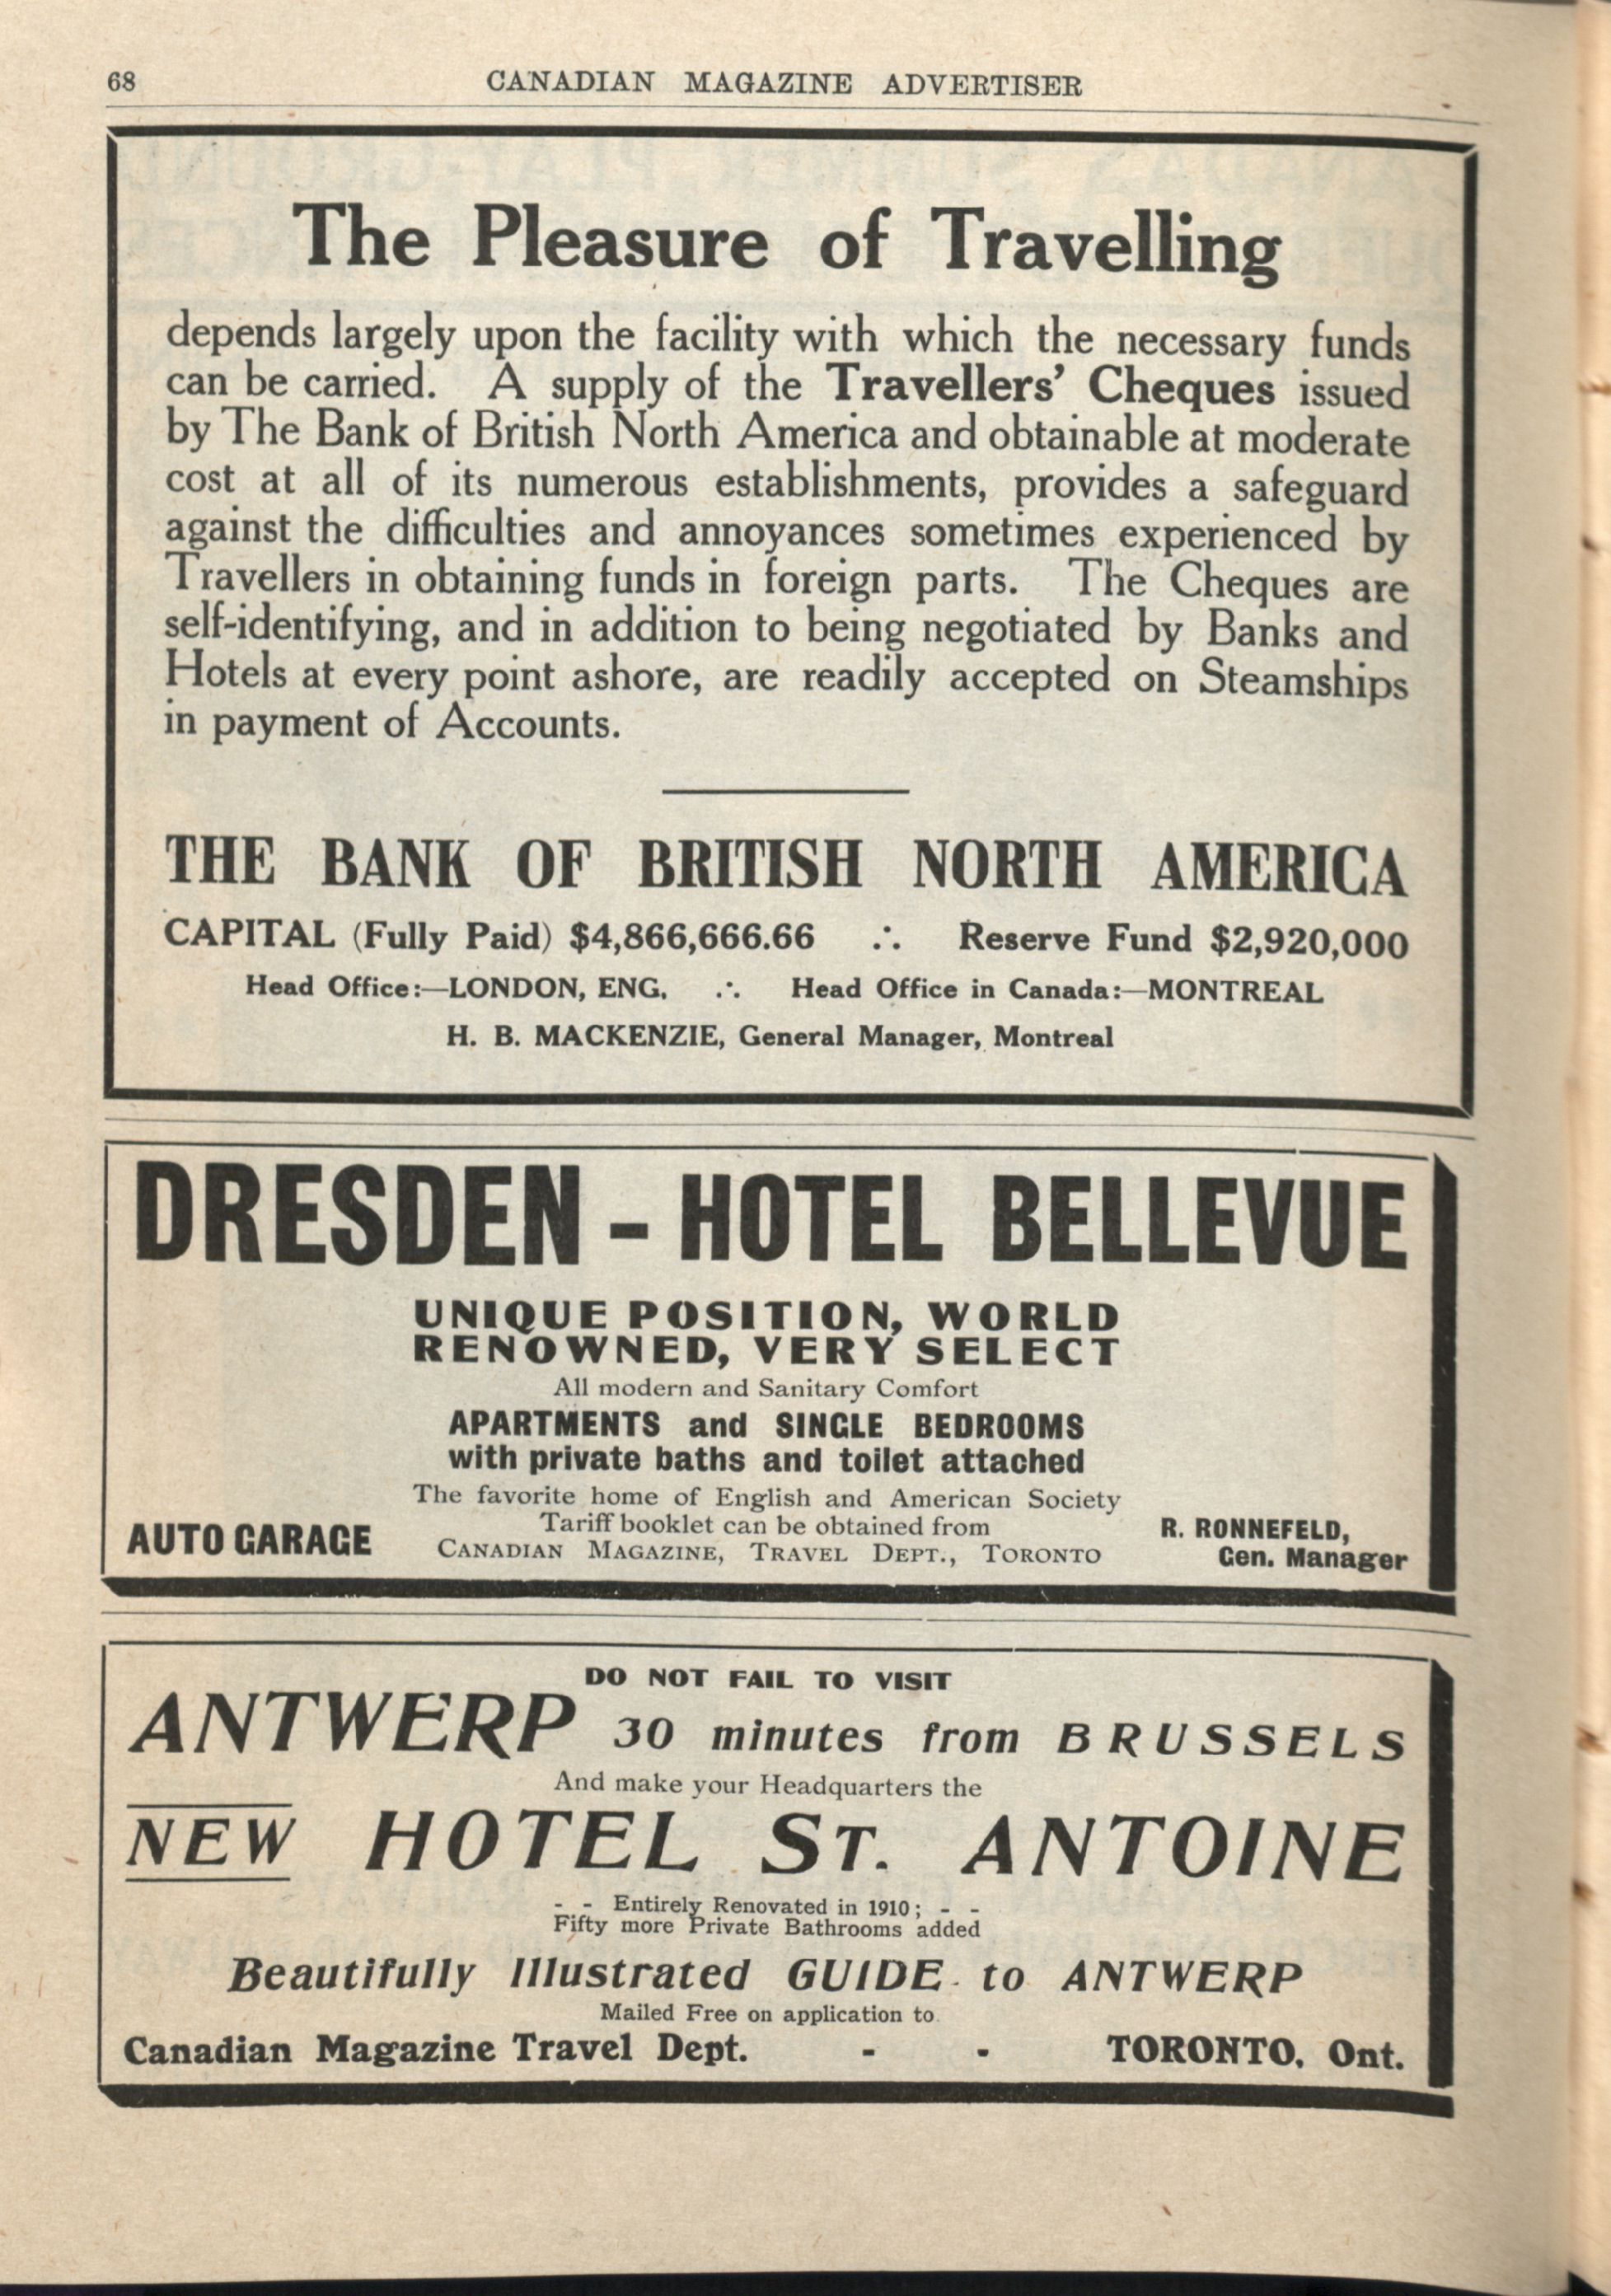 68
CANADIAN MAGAZINE ADVERTISER
The Pleasure of Travelling
depends largely upon the facility with which the necessary funds
can be carried. A supply of the Travellers' Cheques issued
by The Bank of British North America and obtainable at moderate
cost at all of its numerous establishments, provides a safeguard
against the difficulties and annoyances sometimes experienced by
Travellers in obtaining funds in foreign parts. The Cheques are
self-identifying, and in addition to being negotiated by Banks and
Hotels at every point ashore, are readily accepted on Steamships
in payment of Accounts.
THE BANK OF BRITISH NORTH AMERICA
CAPITAL (Fully Paid) $4,866,666.66 ∴ Reserve Fund $2,920,000
Head Office:—LONDON, ENG. ∴ Head Office in Canada:—MONTREAL
H. B. MACKENZIE, General Manager, Montreal
DRESDEN - HOTEL BELLEVUE
UNIQUE POSITION, WORLD
RENOWNED, VERY SELECT
All modern and Sanitary Comfort
APARTMENTS and SINGLE BEDROOMS
with private baths and toilet attached
The favorite home of English and American Society
Tariff booklet can be obtained from
CANADIAN MAGAZINE, TRAVEL DEPT., TORONTO
AUTO GARAGE
R. RONNEFELD,
Gen. Manager
DO NOT FAIL TO VISIT
ANTWERP 30 minutes from BRUSSELS
And make your Headquarters the
NEW HOTEL ST. ANTOINE
- - Entirely Renovated in 1910; - -
Fifty more Private Bathrooms added
Beautifully Illustrated GUIDE to ANTWERP
Mailed Free on application to
Canadian Magazine Travel Dept. - - TORONTO, Ont.